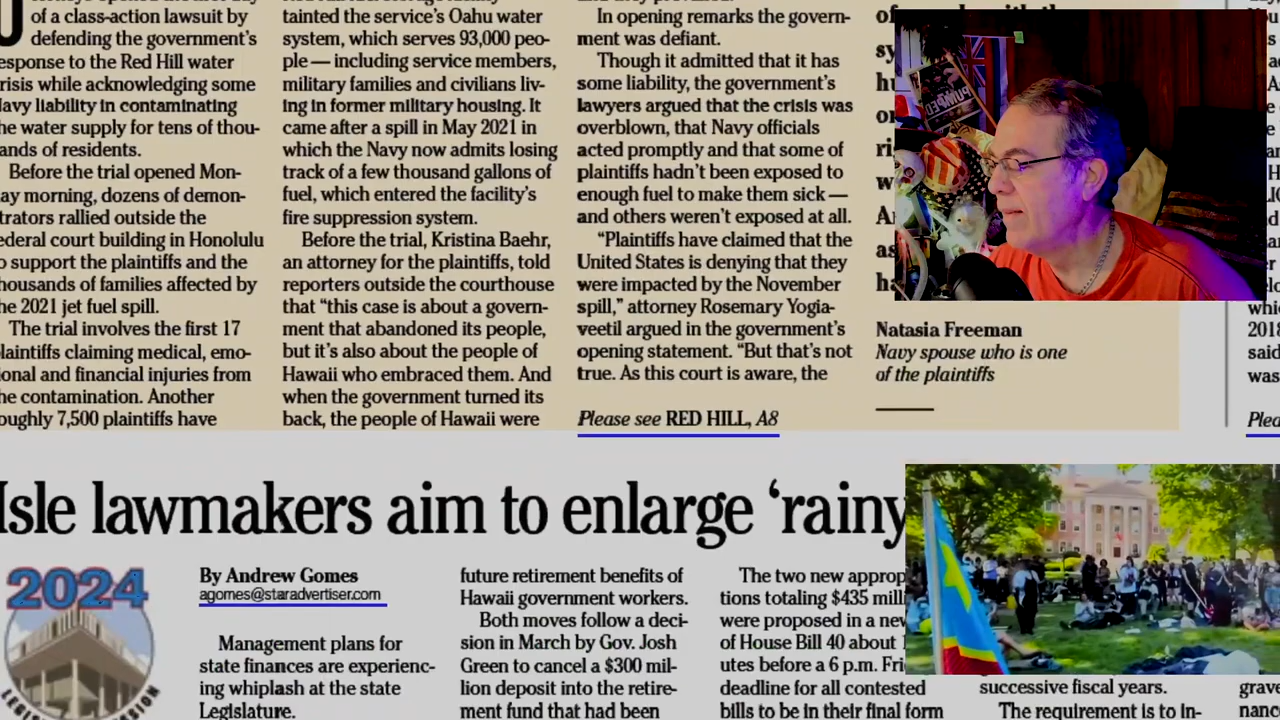 of a class-action lawsuit by
defending the government's
esponse to the Red Hill water
risis while acknowledging some
Navy liability in contaminating
he water supply for tens of thou-
ands of residents.
Before the trial opened Mon-
ay morning, dozens of demon-
trators rallied outside the
ederal court building in Honolulu
o support the plaintiffs and the
housands of families affected by
he 2021 jet fuel spill.
The trial involves the first 17
laintiffs claiming medical, emo-
ional and financial injuries from
he contamination. Another
oughly 7,500 plaintiffs have
tainted the service's Oahu water
system, which serves 93,000 peo-
ple — including service members,
military families and civilians liv-
ing in former military housing. It
came after a spill in May 2021 in
which the Navy now admits losing
track of a few thousand gallons of
fuel, which entered the facility's
fire suppression system.
Before the trial, Kristina Baehr,
an attorney for the plaintiffs, told
reporters outside the courthouse
that "this case is about a govern-
ment that abandoned its people,
but it's also about the people of
Hawaii who embraced them. And
when the government turned its
back, the people of Hawaii were
In opening remarks the govern-
ment was defiant.
Though it admitted that it has
some liability, the government's
lawyers argued that the crisis was
overblown, that Navy officials
acted promptly and that some of
plaintiffs hadn't been exposed to
enough fuel to make them sick —
and others weren't exposed at all.
"Plaintiffs have claimed that the
United States is denying that they
were impacted by the November
spill," attorney Rosemary Yogia-
veetil argued in the government's
opening statement. "But that's not
true. As this court is aware, the
Please see RED HILL, A8
PUMPED
Natasia Freeman
Navy spouse who is one
of the plaintiffs
said
was
Isle lawmakers aim to enlarge 'rainy
2024
By Andrew Gomes
agomes@staradvertiser.com
Management plans for
state finances are experienc-
ing whiplash at the state
Legislature.
future retirement benefits of
Hawaii government workers.
Both moves follow a deci-
sion in March by Gov. Josh
Green to cancel a $300 mil-
lion deposit into the retire-
ment fund that had been
The two new approp
tions totaling $435 mill
were proposed in a new
of House Bill 40 about
utes before a 6 p.m. Fri
deadline for all contested
bills to be in their final form
successive fiscal years.
The requirement is to in-